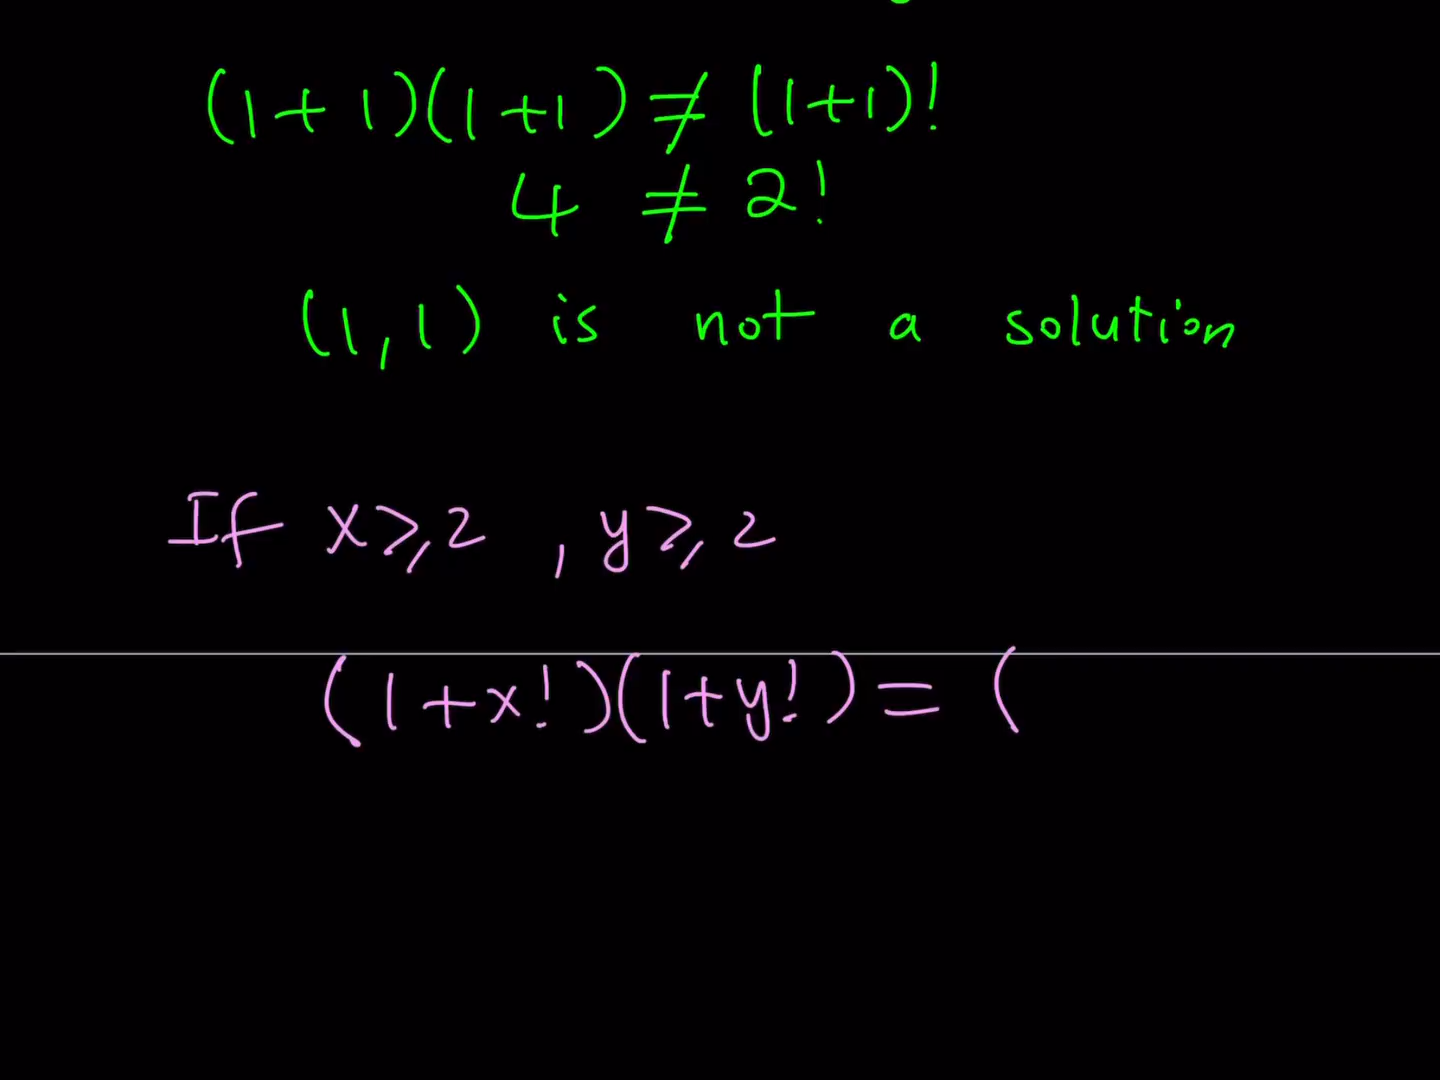 (1+1)(1+1)≠(1+1)!
4 ≠ 2!
(1,1) is not a solution
If x⩾2 , y⩾2
(1+x!)(1+y!)=(